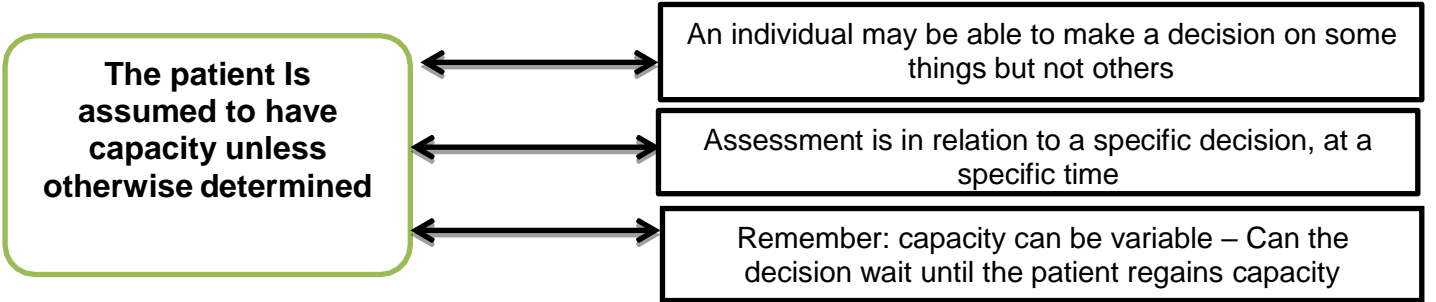 The patient Is
assumed to have
capacity unless
otherwise determined
An individual may be able to make a decision on some
things but not others
Assessment is in relation to a specific decision, at a
specific time
Remember: capacity can be variable – Can the
decision wait until the patient regains capacity